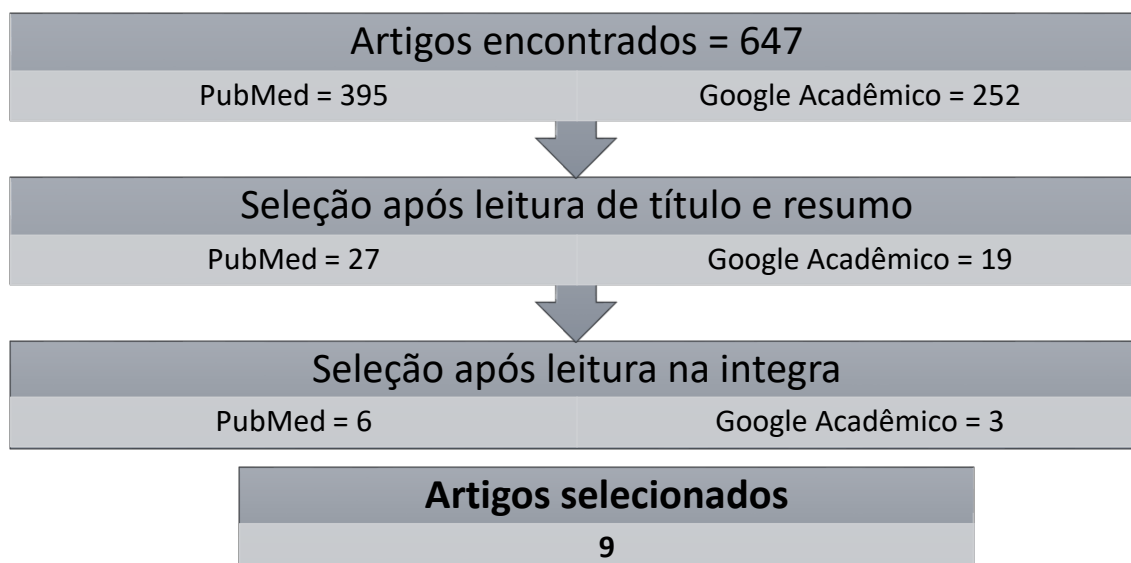 Artigos encontrados = 647
PubMed = 395
Google Acadêmico = 252
Seleção após leitura de título e resumo
PubMed = 27
Google Acadêmico = 19
Seleção após leitura na integra
PubMed = 6
Google Acadêmico = 3
Artigos selecionados
9